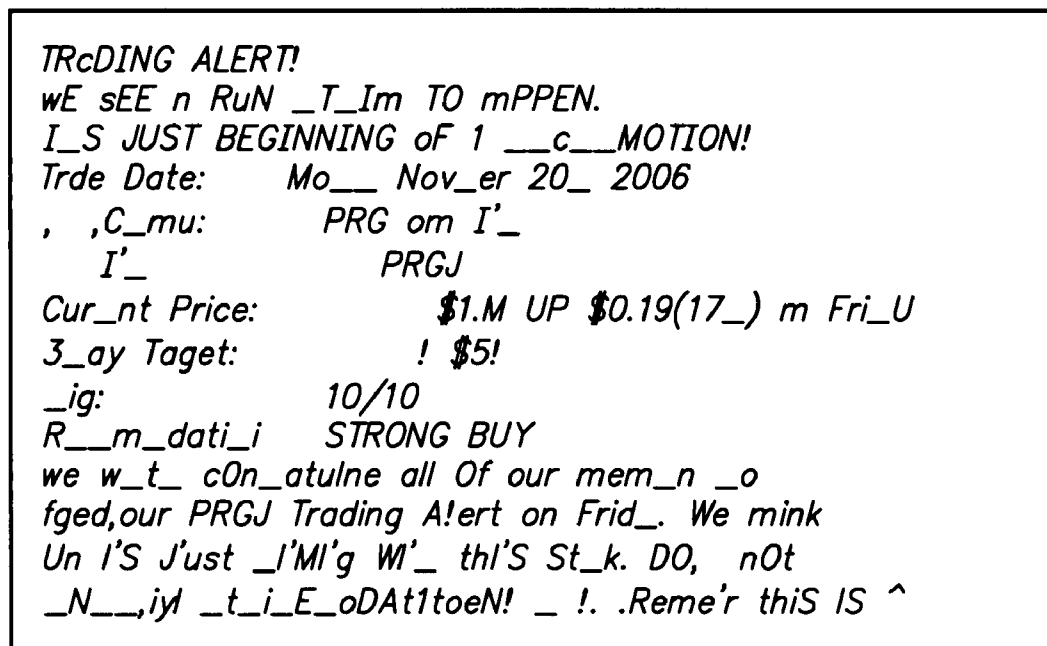 TRcDING ALERT!
wE sEE n RuN _T_Im TO mPPEN.
I_S JUST BEGINNING oF 1 __c__MOTION!
Trde Date: Mo__ Nov_er 20_ 2006
, ,C_mu: PRG om I'_
I'_ PRGJ
Cur_nt Price: $1.M UP $0.19(17_) m Fri_U
3_ay Taget: ! $5!
_ig: 10/10
R__m_dati_i STRONG BUY
we w_t_ cOn_atulne all Of our mem_n _o
fged,our PRGJ Trading A!ert on Frid_. We mink
Un I'S J'ust _I'MI'g WI'_ thI'S St_k. DO, nOt
_N__,iyl _t_i_E_oDAt1toeN! _ !. .Reme'r thiS IS ^